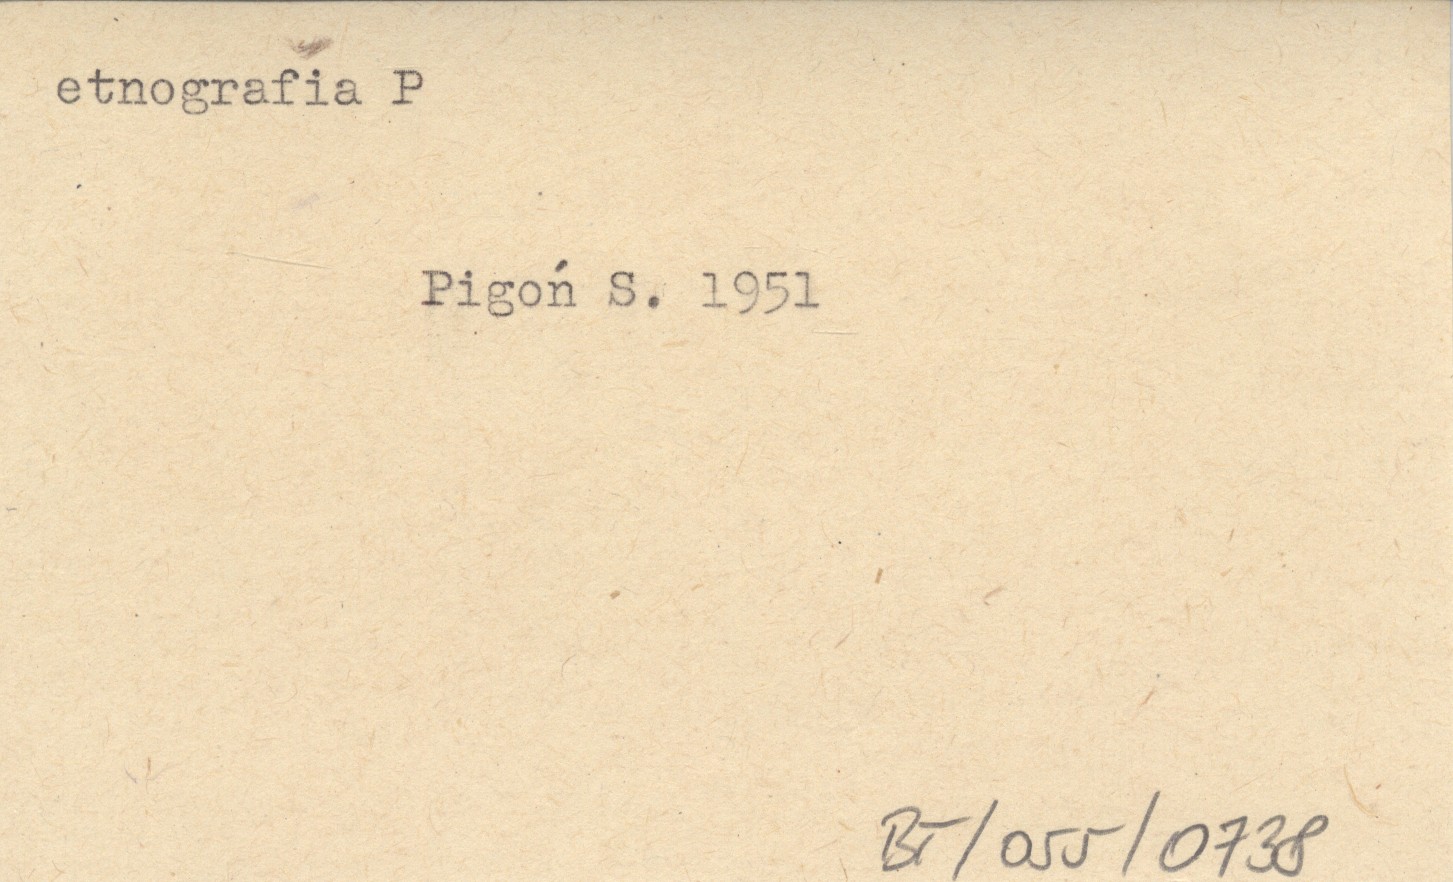 etnografia P
Pigoń S. 1951
BT/055/0738